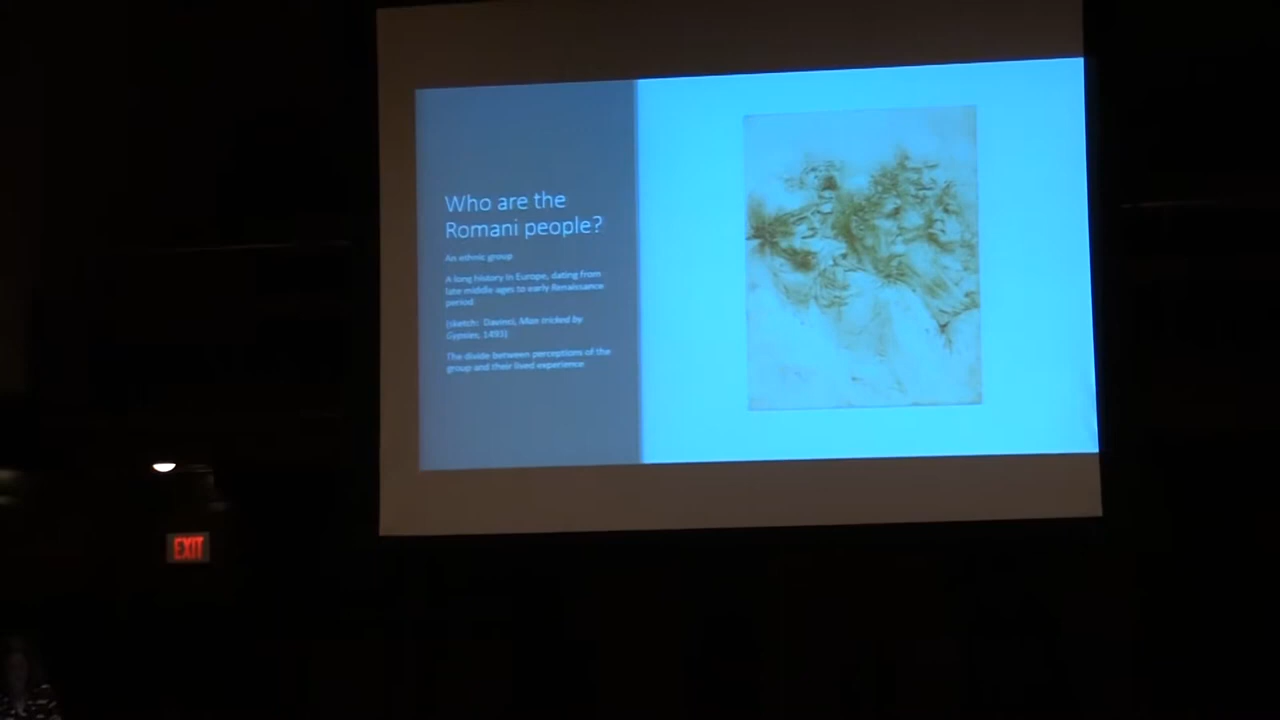 Who are the
Romani people?
An ethnic group
A long history in Europe, dating from
late middle ages to early Renaissance
period
(sketch: Davinci, Man tricked by
Gypsies, 1493)
The divide between perceptions of the
group and their lived experience
EXIT